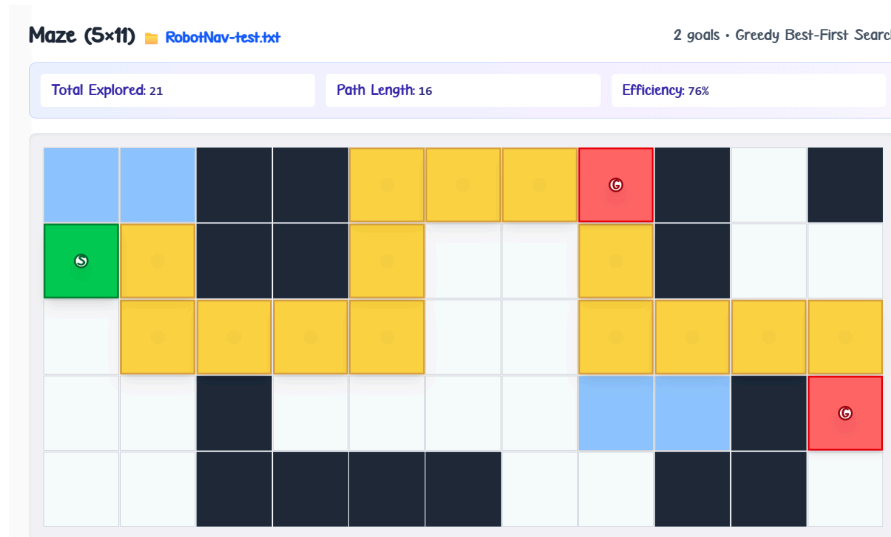 Maze (5×11) RobotNav-test.txt 2 goals • Greedy Best-First Searc
Total Explored: 21 Path Length: 16 Efficiency: 76%
G
S
G